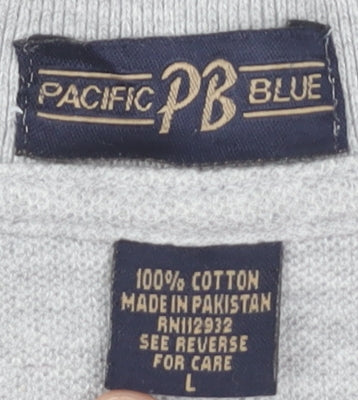 PACIFIC PB BLUE
100% COTTON
MADE IN PAKISTAN
RN112932
SEE REVERSE
FOR CARE
L